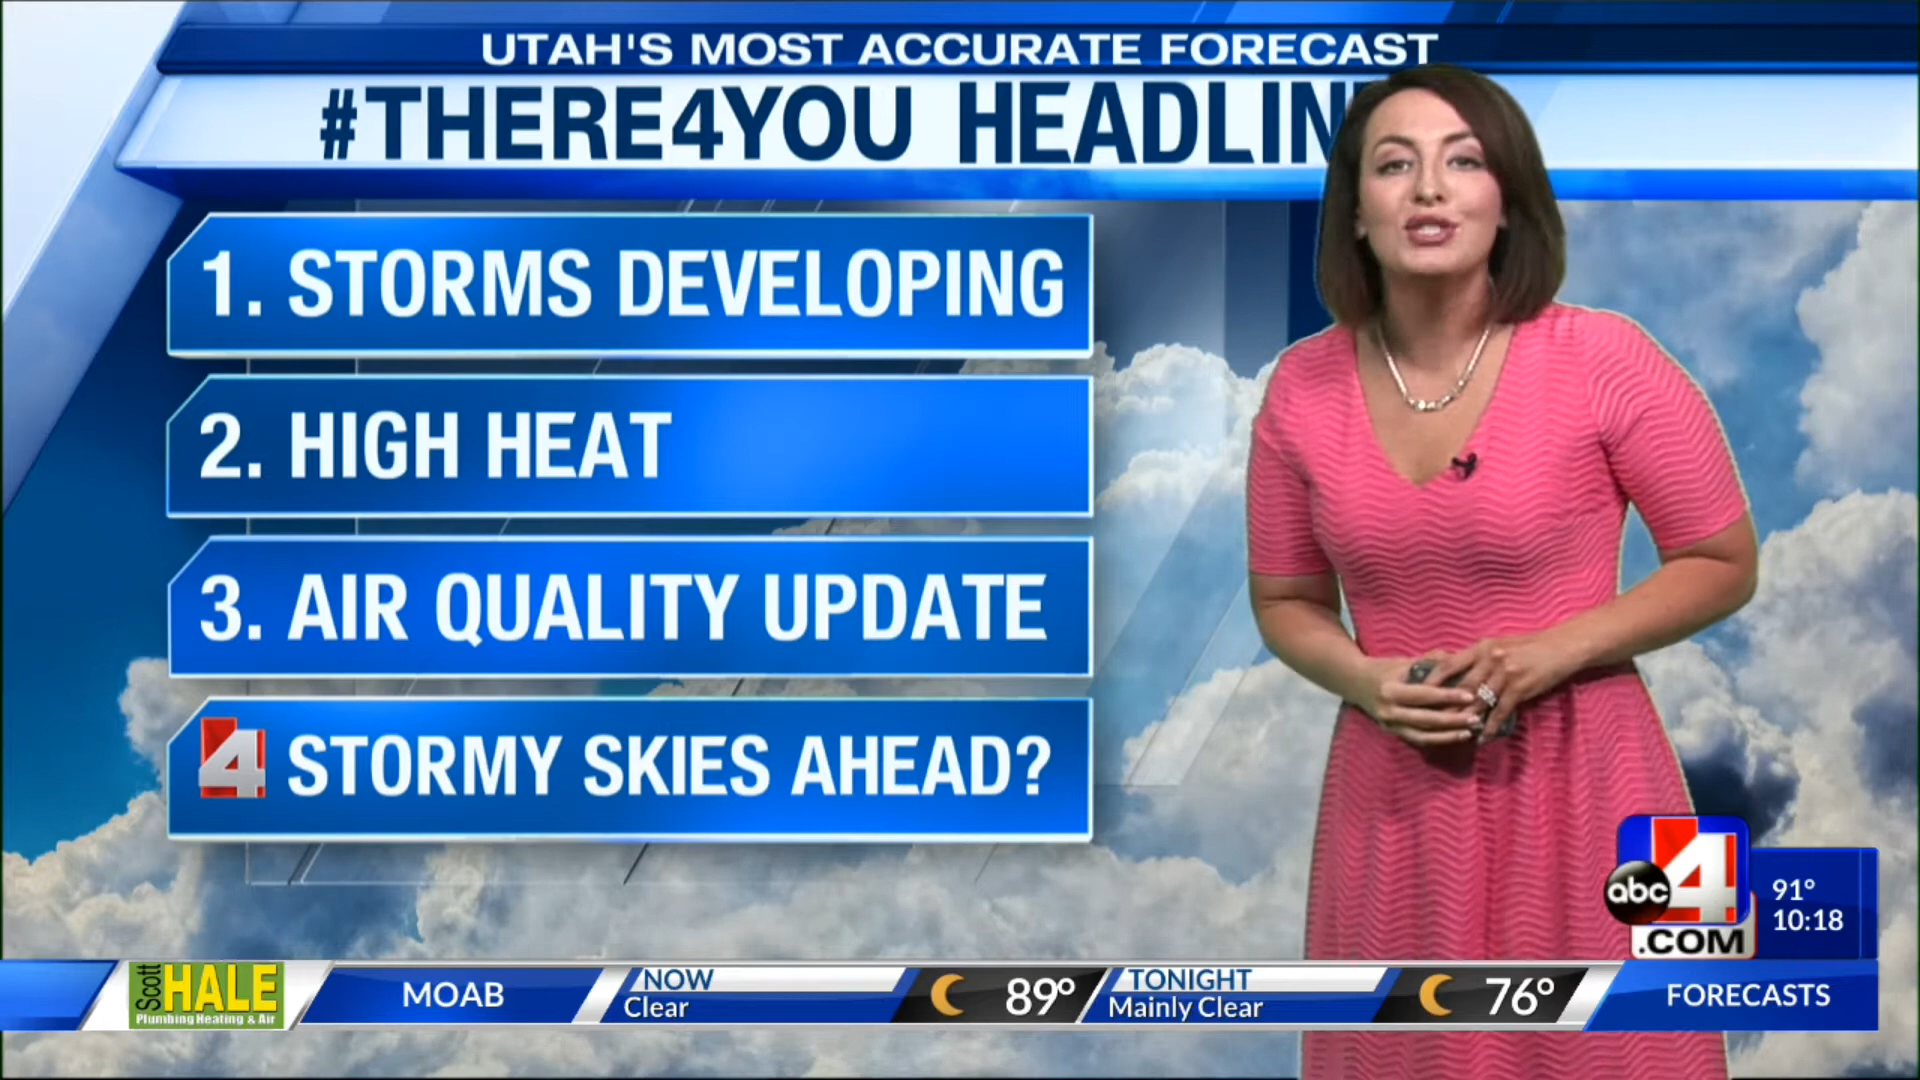 UTAH'S MOST ACCURATE FORECAST
#THERE4YOU HEADLIN
1. STORMS DEVELOPING
2. HIGH HEAT
3. AIR QUALITY UPDATE
4 STORMY SKIES AHEAD?
abc 4
.COM
91°
10:18
Scott HALE
Plumbing Heating & Air
MOAB
NOW
Clear
89°
TONIGHT
Mainly Clear
76°
FORECASTS